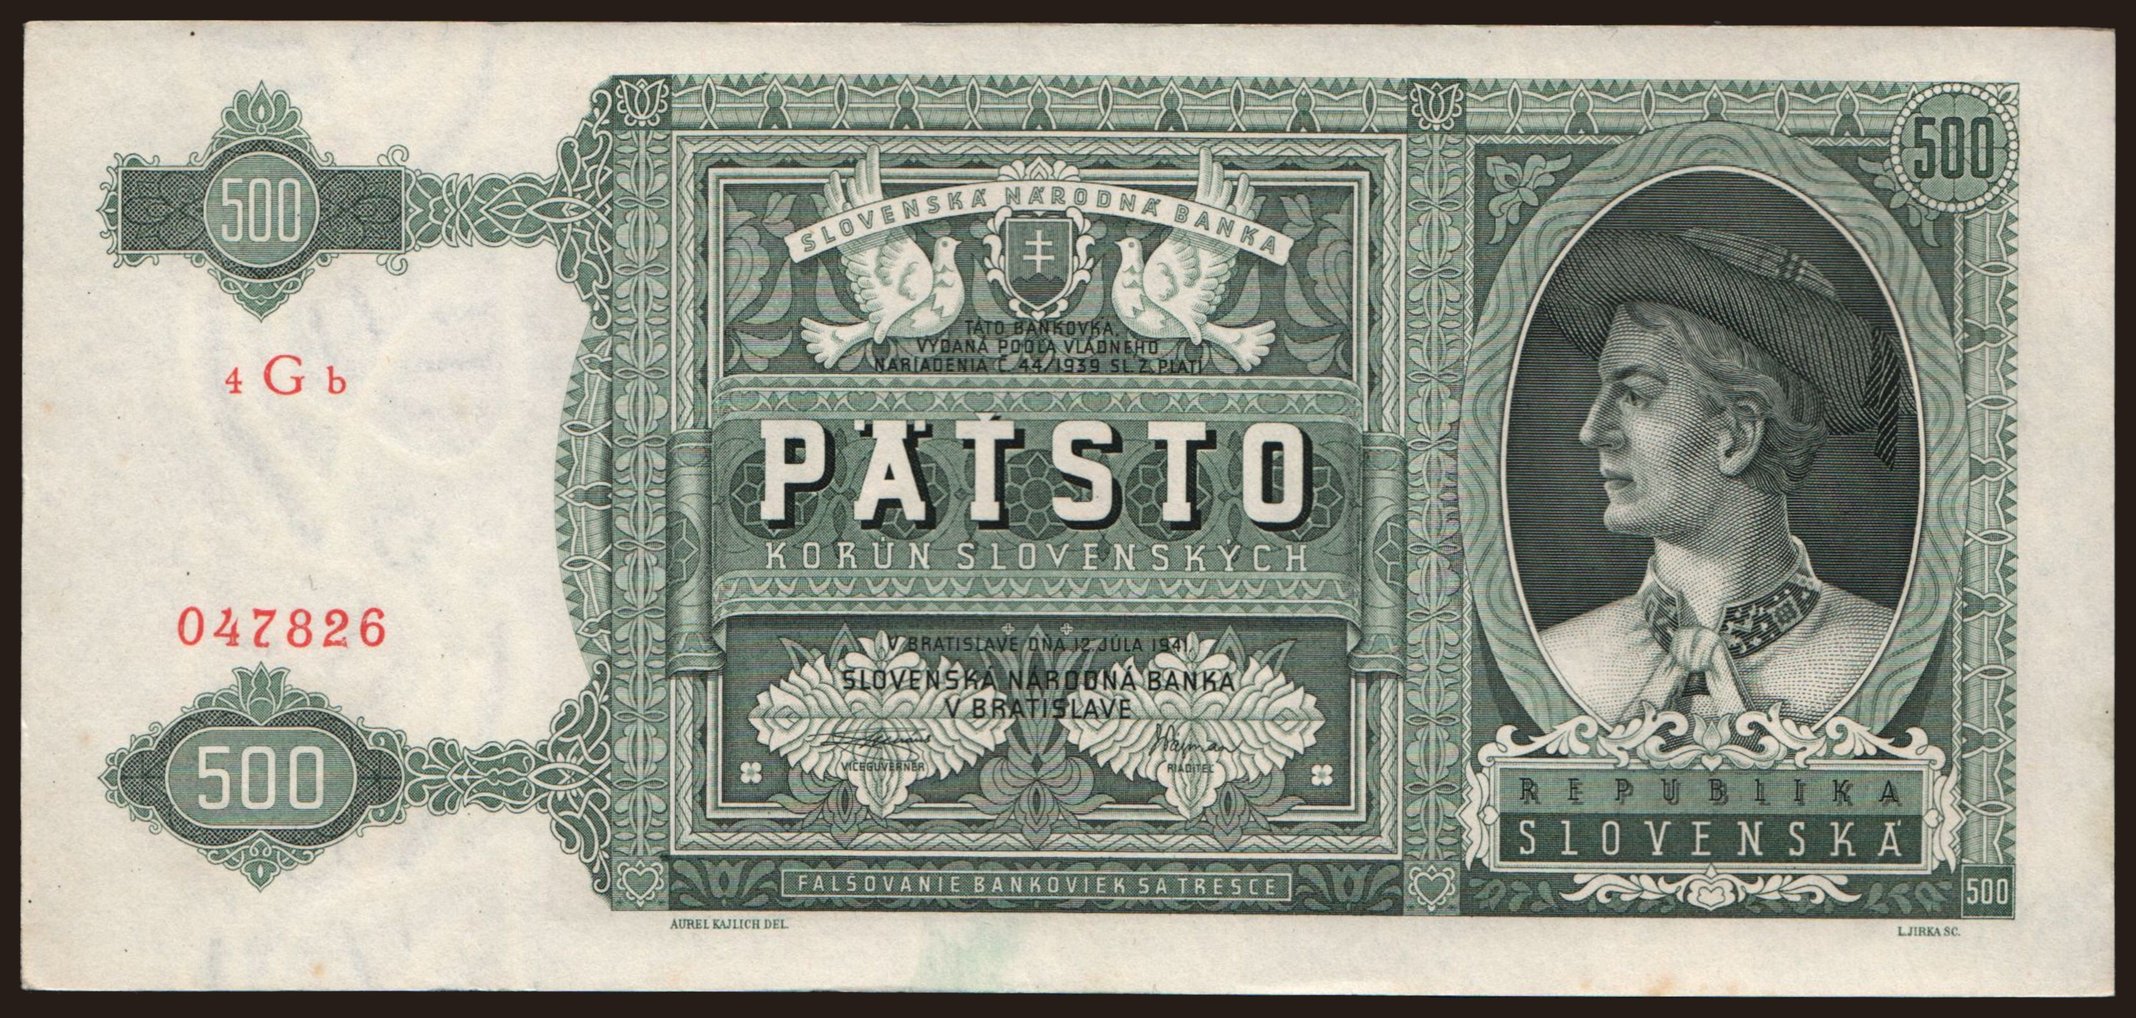 500
4 G b
047826
500
SLOVENSKÁ NÁRODNÁ BANKA
TÁTO BANKOVKA,
VYDANÁ PODĽA VLÁDNEHO
NARIADENIA Č. 44/1939 SL. Z. PLATÍ
PÄŤSTO
KORÚN SLOVENSKÝCH
V BRATISLAVE DŇA 12. JÚLA 1941
SLOVENSKÁ NÁRODNÁ BANKA
V BRATISLAVE
VICEGUVERNÉR
RIADITEĽ
FALŠOVANIE BANKOVIEK SA TRESCE
AUREL KAJLICH DEL.
500
REPUBLIKA
SLOVENSKÁ
500
L.JIRKA SC.